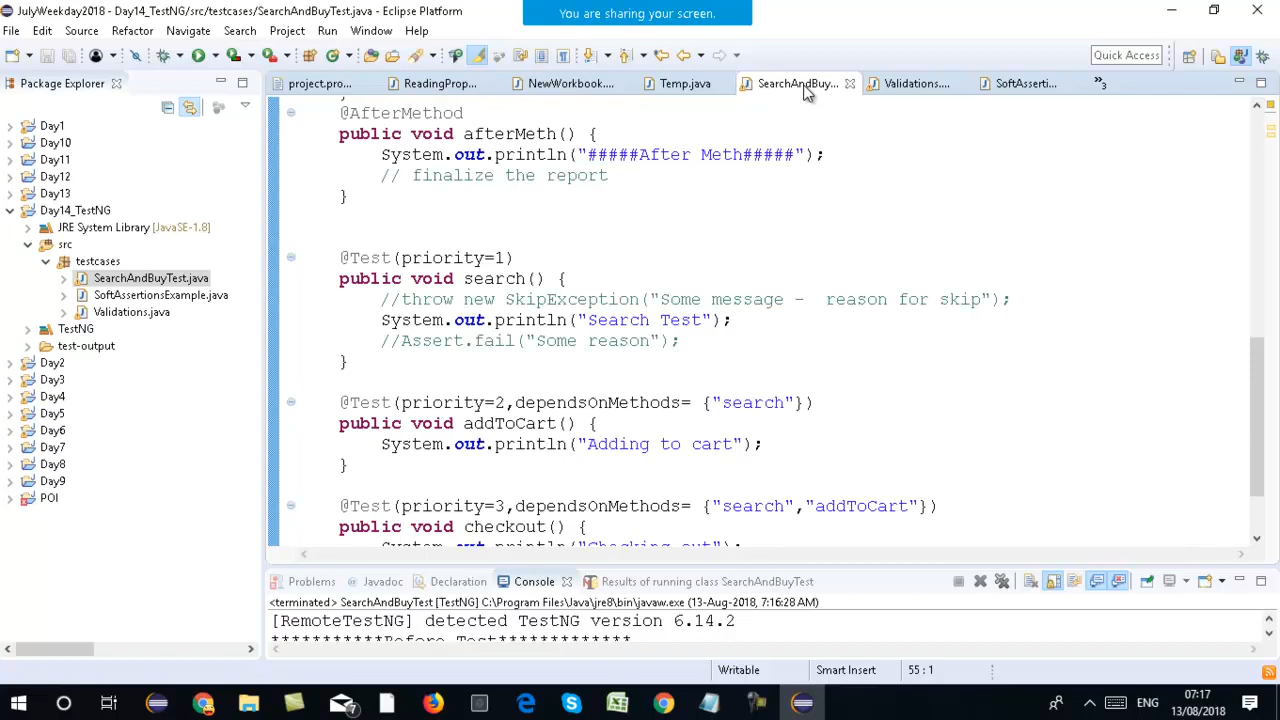 JulyWeekday2018 - Day14_TestNG/src/testcases/SearchAndBuyTest.java - Eclipse Platform
You are sharing your screen.
File Edit Source Refactor Navigate Search Project Run Window Help
Quick Access
Package Explorer
project.pro...
ReadingProp...
NewWorkbook....
Temp.java
SearchAndBuy...
Validations....
SoftAsserti...
»3
Day1
Day10
Day11
Day12
Day13
Day14_TestNG
JRE System Library [JavaSE-1.8]
src
testcases
SearchAndBuyTest.java
SoftAssertionsExample.java
Validations.java
TestNG
test-output
Day2
Day3
Day4
Day5
Day6
Day7
Day8
Day9
POI
}
@AfterMethod
public void afterMeth() {
System.out.println("#####After Meth#####");
// finalize the report
}
@Test(priority=1)
public void search() {
//throw new SkipException("Some message -  reason for skip");
System.out.println("Search Test");
//Assert.fail("Some reason");
}
@Test(priority=2,dependsOnMethods= {"search"})
public void addToCart() {
System.out.println("Adding to cart");
}
@Test(priority=3,dependsOnMethods= {"search","addToCart"})
public void checkout() {
System.out.println("Checking out");
Problems
Javadoc
Declaration
Console
Results of running class SearchAndBuyTest
<terminated> SearchAndBuyTest [TestNG] C:\Program Files\Java\jre8\bin\javaw.exe (13-Aug-2018, 7:16:28 AM)
[RemoteTestNG] detected TestNG version 6.14.2
***********Before Test*************
Writable
Smart Insert
55 : 1
7
ENG
07:17
13/08/2018